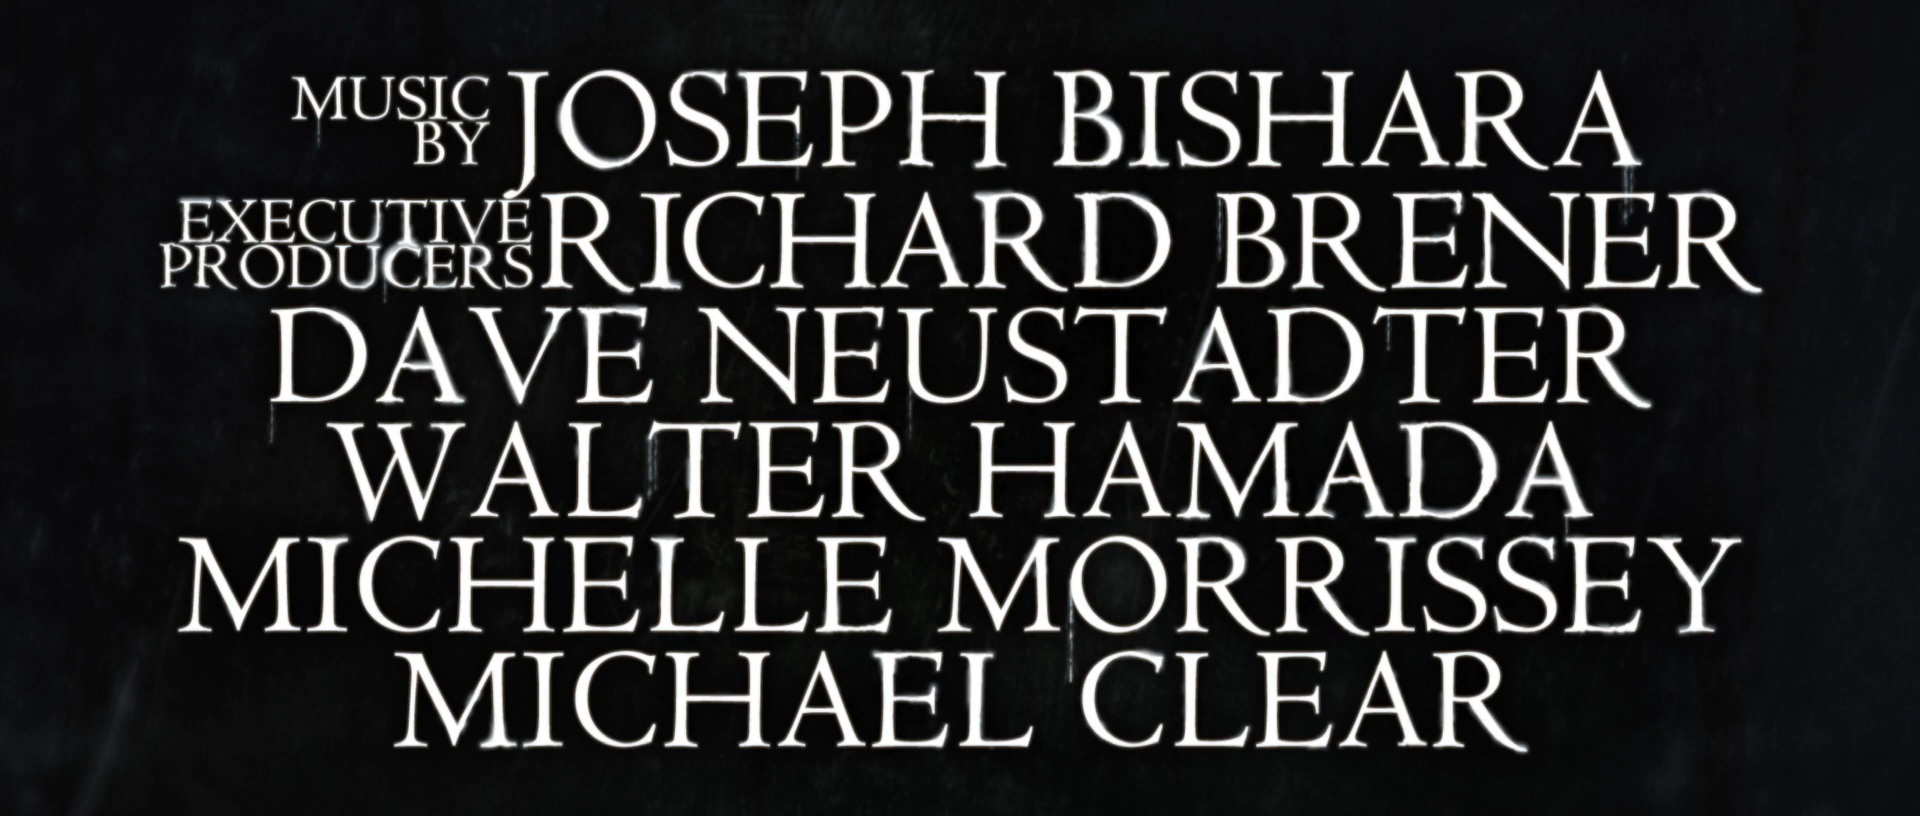 MUSIC BY JOSEPH BISHARA
EXECUTIVE PRODUCERS RICHARD BRENER
DAVE NEUSTADTER
WALTER HAMADA
MICHELLE MORRISSEY
MICHAEL CLEAR